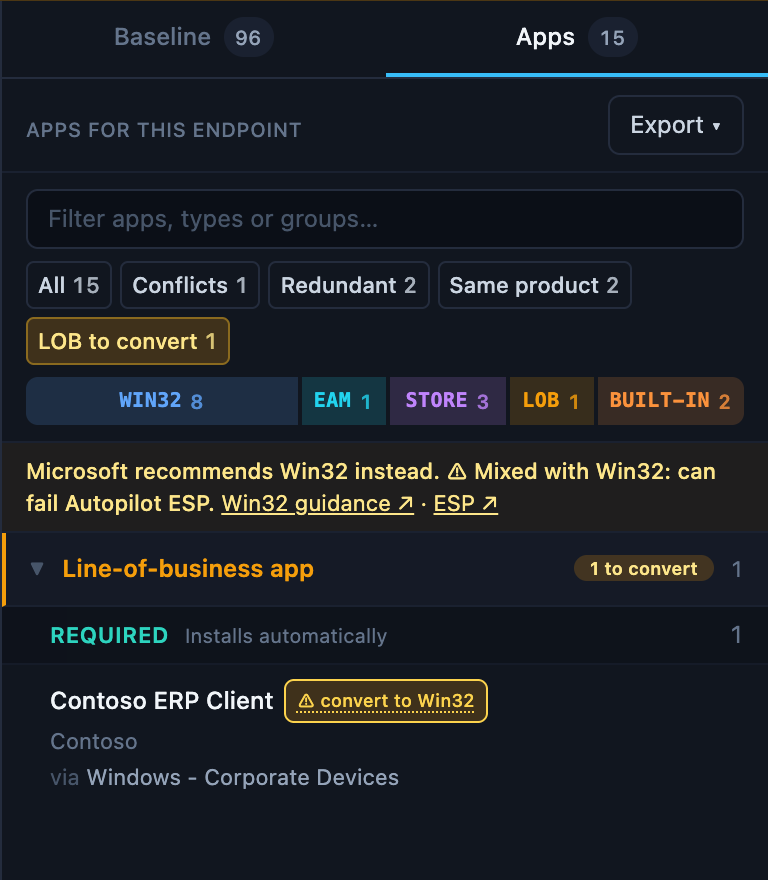 Baseline 96 Apps 15
APPS FOR THIS ENDPOINT Export ▾
Filter apps, types or groups...
All 15 Conflicts 1 Redundant 2 Same product 2
LOB to convert 1
WIN32 8 EAM 1 STORE 3 LOB 1 BUILT-IN 2
Microsoft recommends Win32 instead. ⚠ Mixed with Win32: can
fail Autopilot ESP. Win32 guidance ↗ · ESP ↗
▼ Line-of-business app 1 to convert 1
REQUIRED Installs automatically 1
Contoso ERP Client ⚠ convert to Win32
Contoso
via Windows - Corporate Devices